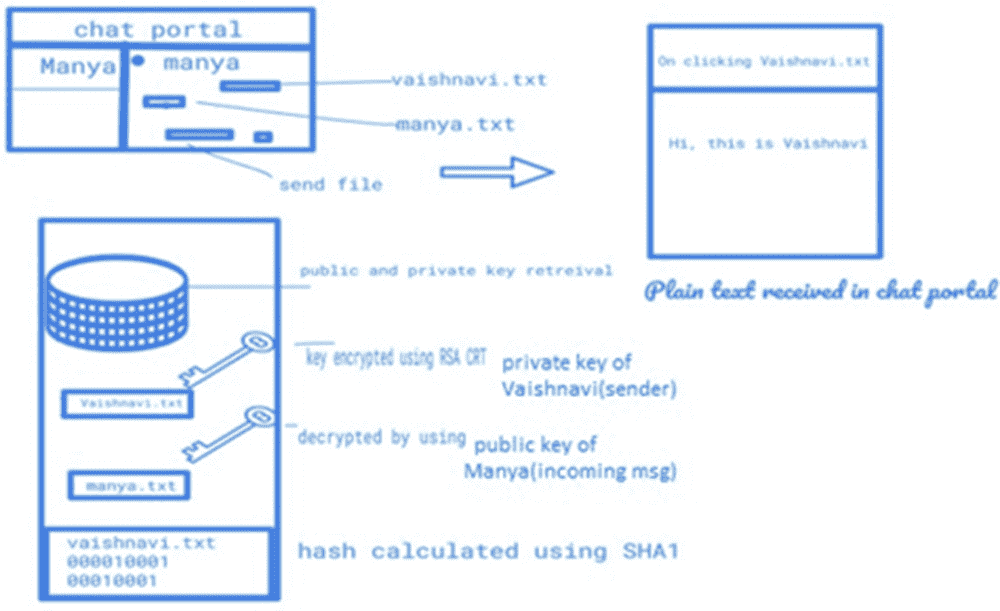 chat portal
Manya
manya
vaishnavi.txt
manya.txt
send file
On clicking Vaishnavi.txt
Hi, this is Vaishnavi
Plain text received in chat portal
public and private key retreival
key encrypted using RSA CRT
private key of
Vaishnavi(sender)
Vaishnavi.txt
decrypted by using
public key of
Manya(incoming msg)
manya.txt
vaishnavi.txt
000010001
00010001
hash calculated using SHA1